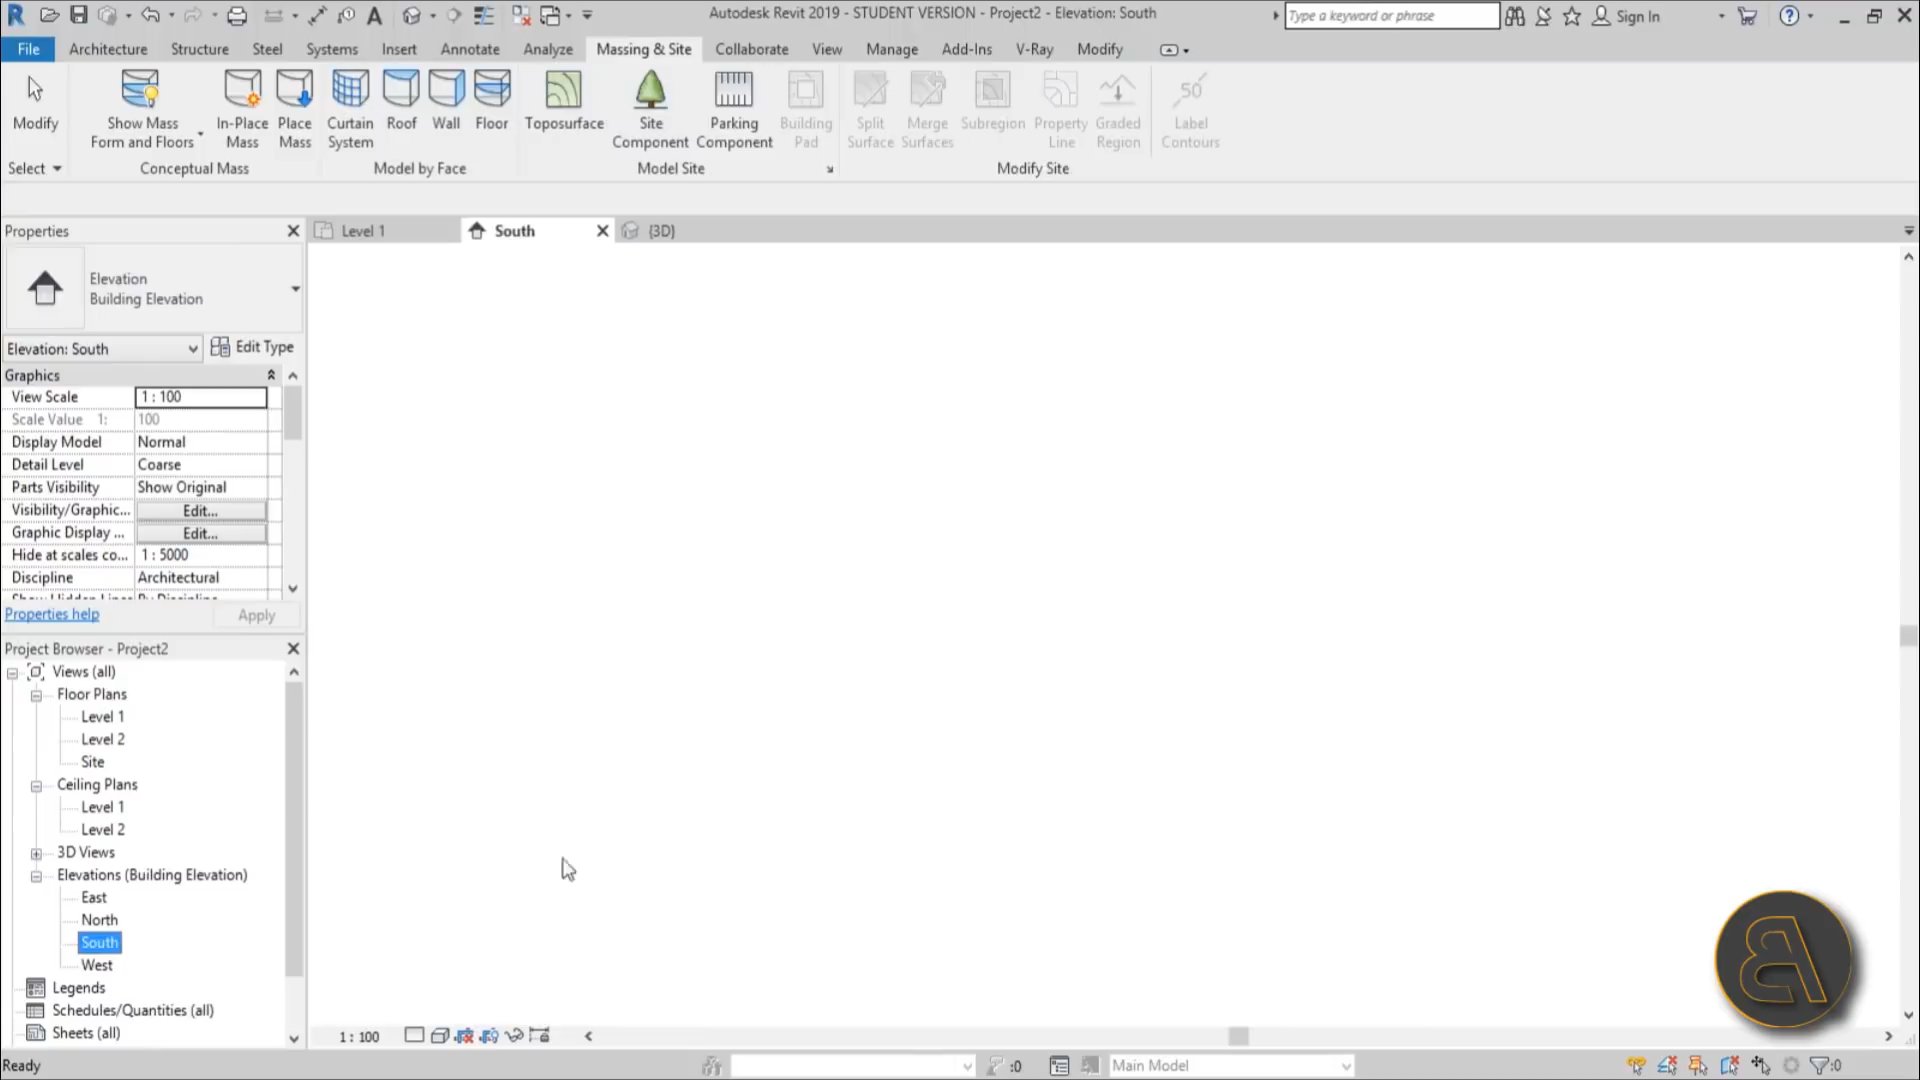 Autodesk Revit 2019 - STUDENT VERSION - Project2 - Elevation: South
Type a keyword or phrase
Sign In
File Architecture Structure Steel Systems Insert Annotate Analyze Massing & Site Collaborate View Manage Add-Ins V-Ray Modify
Modify
Show Mass Form and Floors
In-Place Mass
Place Mass
Curtain System
Roof
Wall
Floor
Toposurface
Site Component
Parking Component
Building Pad
Split Surface
Merge Surfaces
Subregion
Property Line
Graded Region
50
Label Contours
Select
Conceptual Mass
Model by Face
Model Site
Modify Site
Properties
Level 1
South
{3D}
Elevation
Building Elevation
Elevation: South
Edit Type
Graphics
View Scale 1 : 100
Scale Value 1: 100
Display Model Normal
Detail Level Coarse
Parts Visibility Show Original
Visibility/Graphic... Edit...
Graphic Display ... Edit...
Hide at scales co... 1 : 5000
Discipline Architectural
Properties help
Apply
Project Browser - Project2
Views (all)
Floor Plans
Level 1
Level 2
Site
Ceiling Plans
Level 1
Level 2
3D Views
Elevations (Building Elevation)
East
North
South
West
Legends
Schedules/Quantities (all)
Sheets (all)
1 : 100
Ready
:0
Main Model
:0